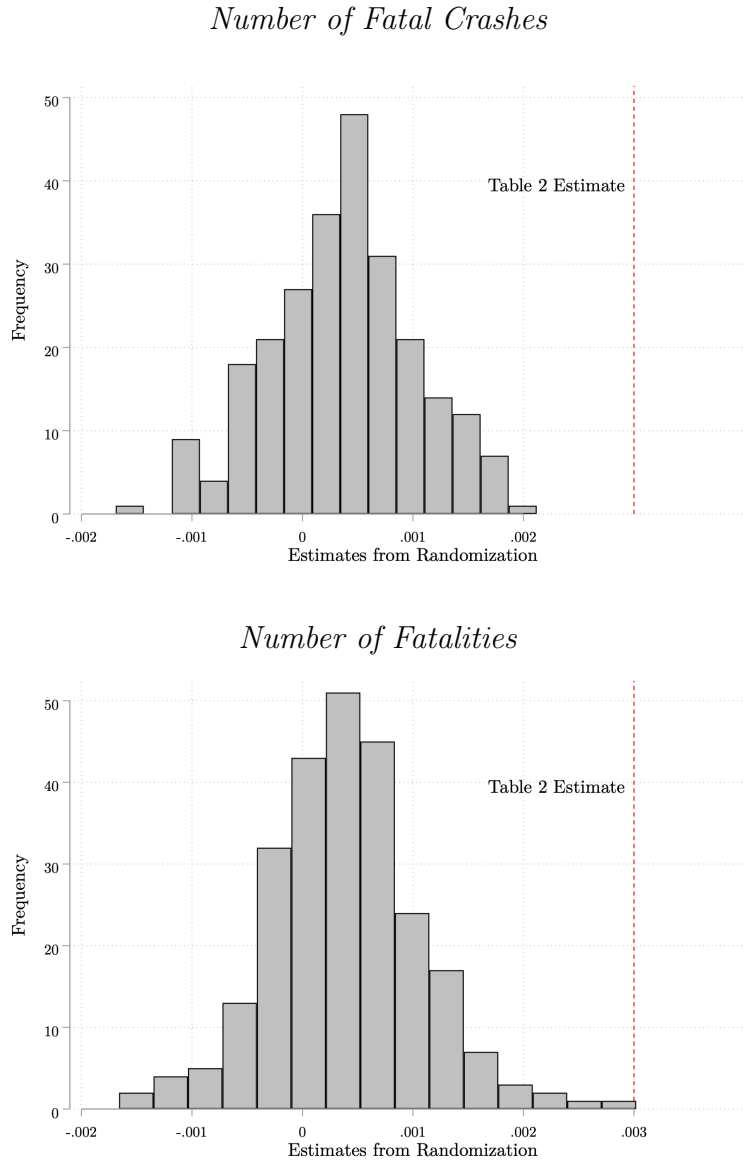 Number of Fatal Crashes
50
40
30
20
10
0
Table 2 Estimate
Frequency
-.002 -.001 0 .001 .002
Estimates from Randomization
Number of Fatalities
50
40
30
20
10
0
Table 2 Estimate
Frequency
-.002 -.001 0 .001 .002 .003
Estimates from Randomization